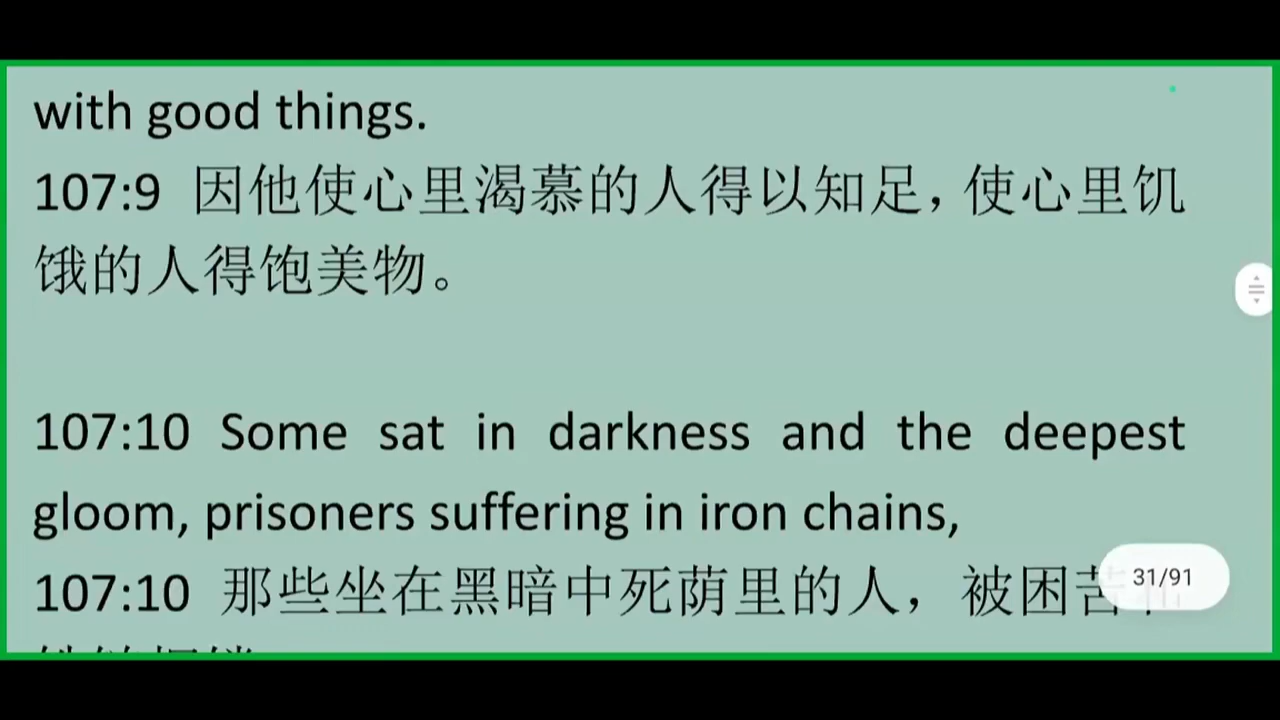 with good things.
107:9 因他使心里渴慕的人得以知足，使心里饥
饿的人得饱美物。
107:10 Some sat in darkness and the deepest
gloom, prisoners suffering in iron chains,
107:10 那些坐在黑暗中死荫里的人，被困苦
31/91